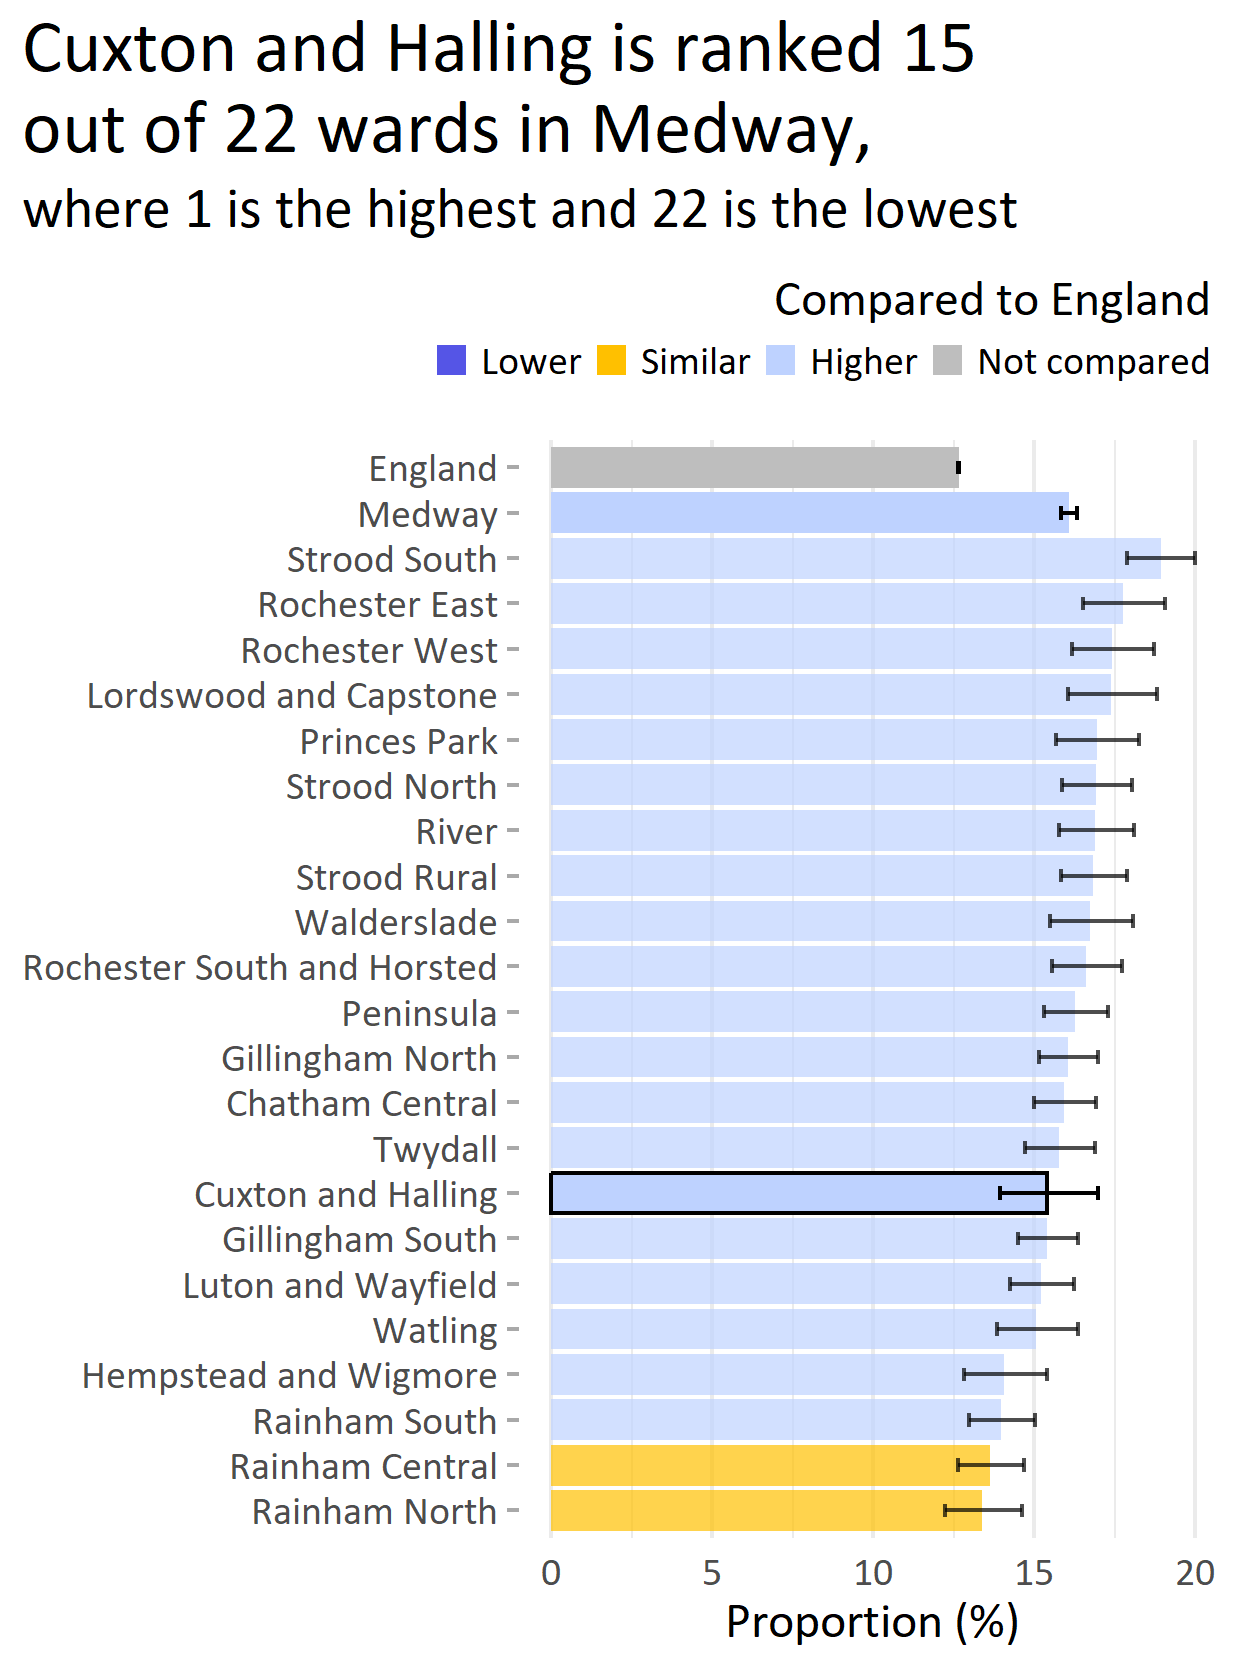 Cuxton and Halling is ranked 15
out of 22 wards in Medway,
where 1 is the highest and 22 is the lowest
Compared to England
Lower Similar Higher Not compared
England
Medway
Strood South
Rochester East
Rochester West
Lordswood and Capstone
Princes Park
Strood North
River
Strood Rural
Walderslade
Rochester South and Horsted
Peninsula
Gillingham North
Chatham Central
Twydall
Cuxton and Halling
Gillingham South
Luton and Wayfield
Watling
Hempstead and Wigmore
Rainham South
Rainham Central
Rainham North
0 5 10 15 20
Proportion (%)